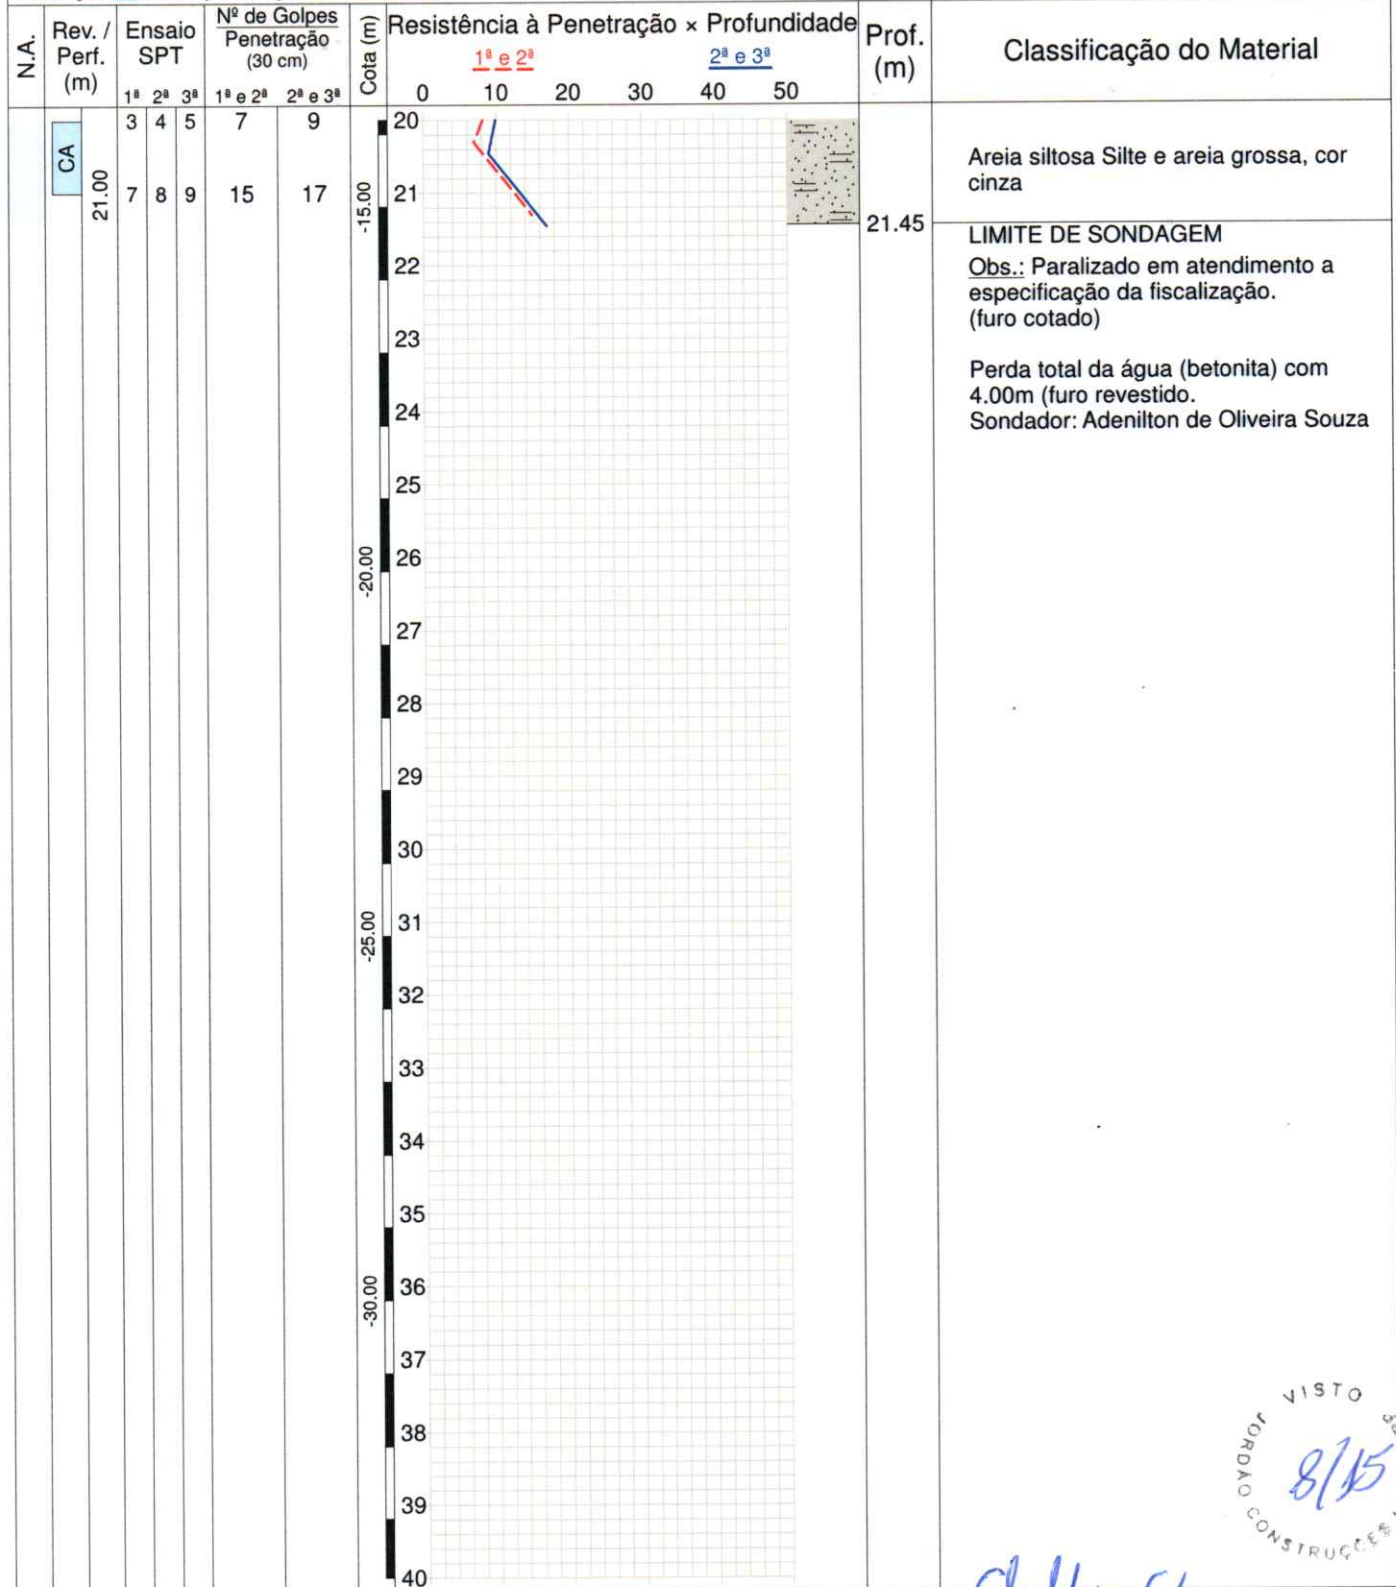 N.A.
Rev. /
Perf.
(m)
Ensaio
SPT
1ª 2ª 3ª
Nº de Golpes
Penetração
(30 cm)
1ª e 2ª 2ª e 3ª
Cota (m)
Resistência à Penetração × Profundidade
1ª e 2ª 2ª e 3ª
0 10 20 30 40 50
Prof.
(m)
Classificação do Material
CA
21.00
3 4 5 7 9
7 8 9 15 17
-15.00
-20.00
-25.00
-30.00
20
21
22
23
24
25
26
27
28
29
30
31
32
33
34
35
36
37
38
39
40
21.45
Areia siltosa Silte e areia grossa, cor
cinza
LIMITE DE SONDAGEM
Obs.: Paralizado em atendimento a
especificação da fiscalização.
(furo cotado)
Perda total da água (betonita) com
4.00m (furo revestido.
Sondador: Adenilton de Oliveira Souza
VISTO
JORDÃO CONSTRUÇÕES
8/15